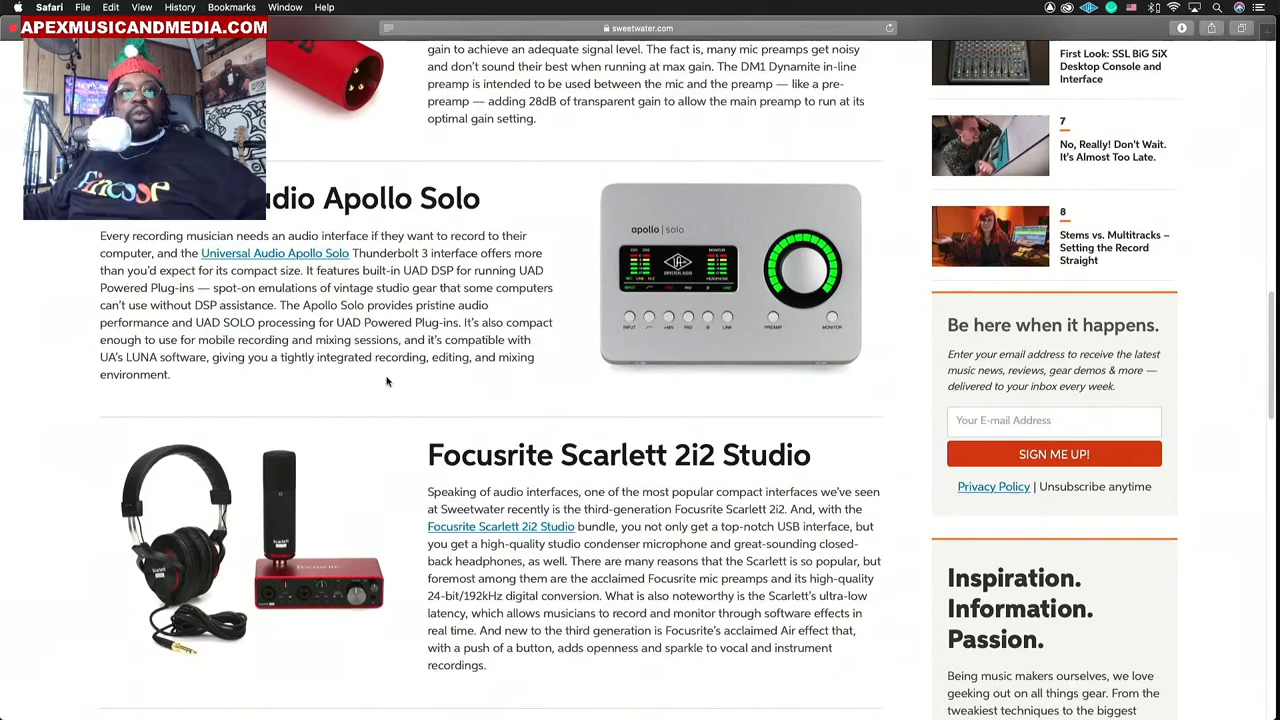 Safari File Edit View History Bookmarks Window Help
APEXMUSICANDMEDIA.COM
sweetwater.com
gain to achieve an adequate signal level. The fact is, many mic preamps get noisy
and don't sound their best when running at max gain. The DM1 Dynamite in-line
preamp is intended to be used between the mic and the preamp — like a pre-
preamp — adding 28dB of transparent gain to allow the main preamp to run at its
optimal gain setting.
udio Apollo Solo
Every recording musician needs an audio interface if they want to record to their
computer, and the Universal Audio Apollo Solo Thunderbolt 3 interface offers more
than you'd expect for its compact size. It features built-in UAD DSP for running UAD
Powered Plug-ins — spot-on emulations of vintage studio gear that some computers
can't use without DSP assistance. The Apollo Solo provides pristine audio
performance and UAD SOLO processing for UAD Powered Plug-ins. It's also compact
enough to use for mobile recording and mixing sessions, and it's compatible with
UA's LUNA software, giving you a tightly integrated recording, editing, and mixing
environment.
apollo | solo
UNIVERSAL AUDIO
INPUT
PAD
LINK
PREAMP
MONITOR
Focusrite Scarlett 2i2 Studio
Speaking of audio interfaces, one of the most popular compact interfaces we've seen
at Sweetwater recently is the third-generation Focusrite Scarlett 2i2. And, with the
Focusrite Scarlett 2i2 Studio bundle, you not only get a top-notch USB interface, but
you get a high-quality studio condenser microphone and great-sounding closed-
back headphones, as well. There are many reasons that the Scarlett is so popular, but
foremost among them are the acclaimed Focusrite mic preamps and its high-quality
24-bit/192kHz digital conversion. What is also noteworthy is the Scarlett's ultra-low
latency, which allows musicians to record and monitor through software effects in
real time. And new to the third generation is Focusrite's acclaimed Air effect that,
with a push of a button, adds openness and sparkle to vocal and instrument
recordings.
First Look: SSL BiG SiX
Desktop Console and
Interface
7
No, Really! Don't Wait.
It's Almost Too Late.
8
Stems vs. Multitracks –
Setting the Record
Straight
Be here when it happens.
Enter your email address to receive the latest
music news, reviews, gear demos & more —
delivered to your inbox every week.
Your E-mail Address
SIGN ME UP!
Privacy Policy | Unsubscribe anytime
Inspiration.
Information.
Passion.
Being music makers ourselves, we love
geeking out on all things gear. From the
tweakiest techniques to the biggest